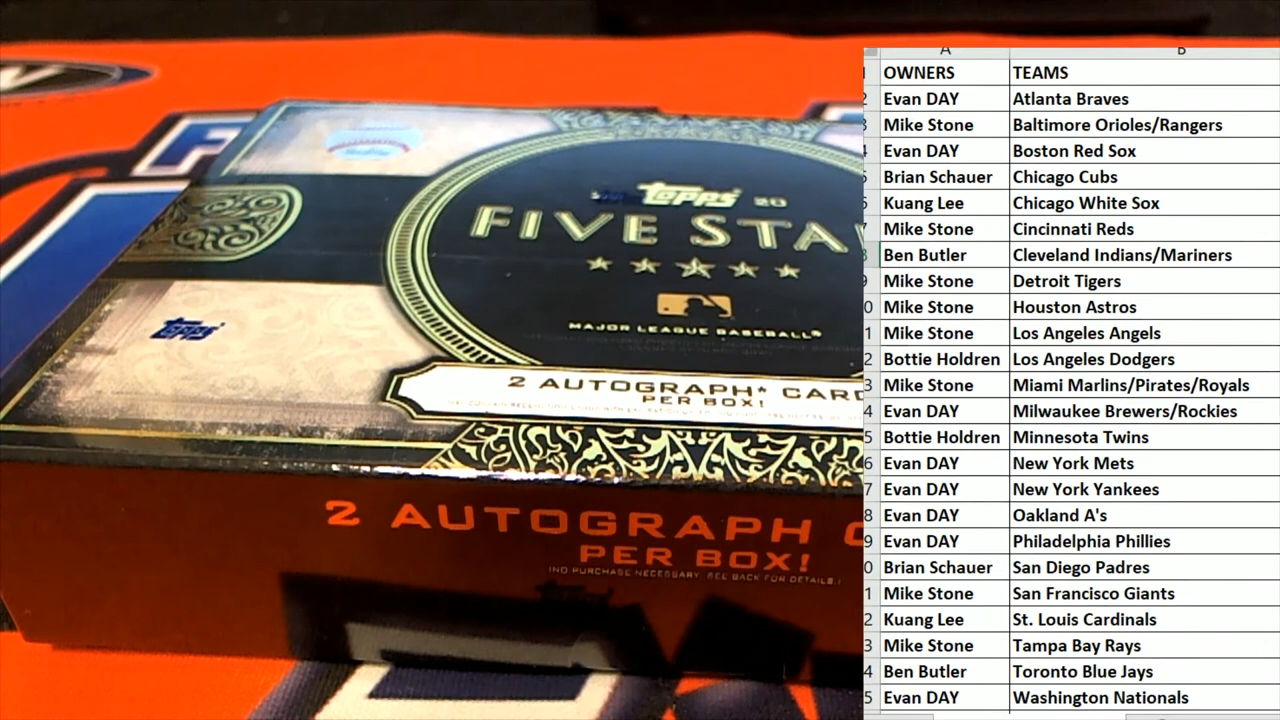 Topps 20
FIVE STA
MAJOR LEAGUE BASEBALL
Topps
2 AUTOGRAPH* CARD
PER BOX!
2 AUTOGRAPH C
PER BOX!
(NO PURCHASE NECESSARY. SEE BACK FOR DETAILS.)
A B
OWNERS TEAMS
Evan DAY Atlanta Braves
Mike Stone Baltimore Orioles/Rangers
Evan DAY Boston Red Sox
Brian Schauer Chicago Cubs
Kuang Lee Chicago White Sox
Mike Stone Cincinnati Reds
Ben Butler Cleveland Indians/Mariners
Mike Stone Detroit Tigers
Mike Stone Houston Astros
Mike Stone Los Angeles Angels
Bottie Holdren Los Angeles Dodgers
Mike Stone Miami Marlins/Pirates/Royals
Evan DAY Milwaukee Brewers/Rockies
Bottie Holdren Minnesota Twins
Evan DAY New York Mets
Evan DAY New York Yankees
Evan DAY Oakland A's
Evan DAY Philadelphia Phillies
Brian Schauer San Diego Padres
Mike Stone San Francisco Giants
Kuang Lee St. Louis Cardinals
Mike Stone Tampa Bay Rays
Ben Butler Toronto Blue Jays
Evan DAY Washington Nationals